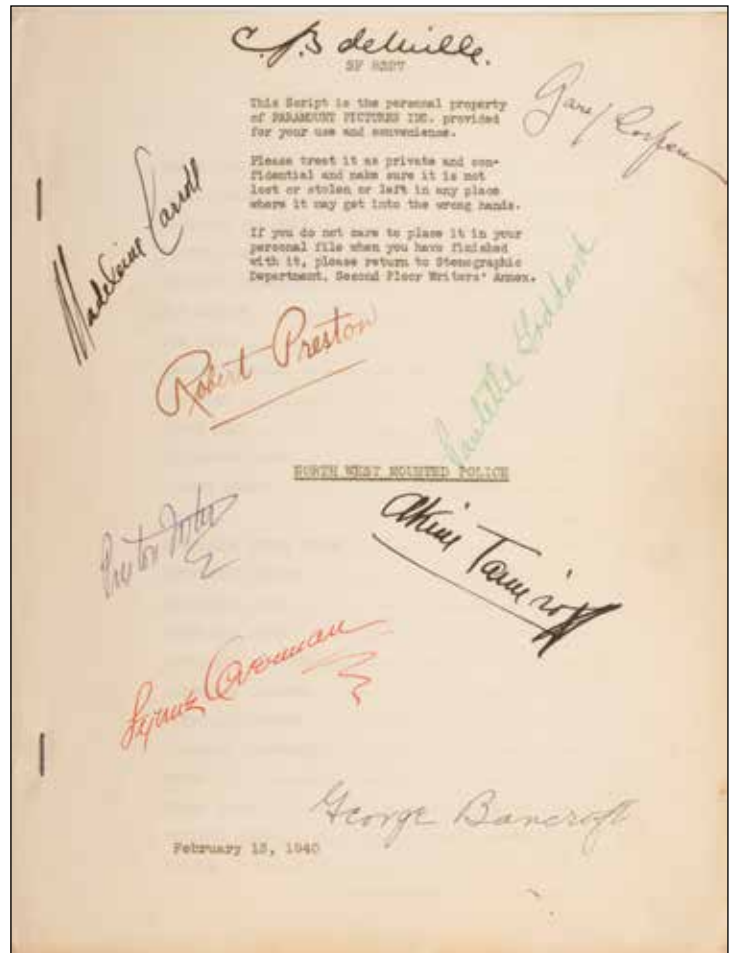 C. B deMille.
This Script is the personal property
of PARAMOUNT PICTURES INC. provided
for your use and convenience.
Please treat it as private and con-
fidential and make sure it is not
lost or stolen or left in any place
where it may get into the wrong hands.
If you do not care to place it in your
personal file when you have finished
with it, please return to Stenographic
Department, Second Floor Writers' Annex.
Gary Cooper
Madeleine Carroll
Robert Preston
Paulette Goddard
NORTH WEST MOUNTED POLICE
Preston Foster
Akim Tamiroff
Lynne Overman
George Bancroft
February 13, 1940